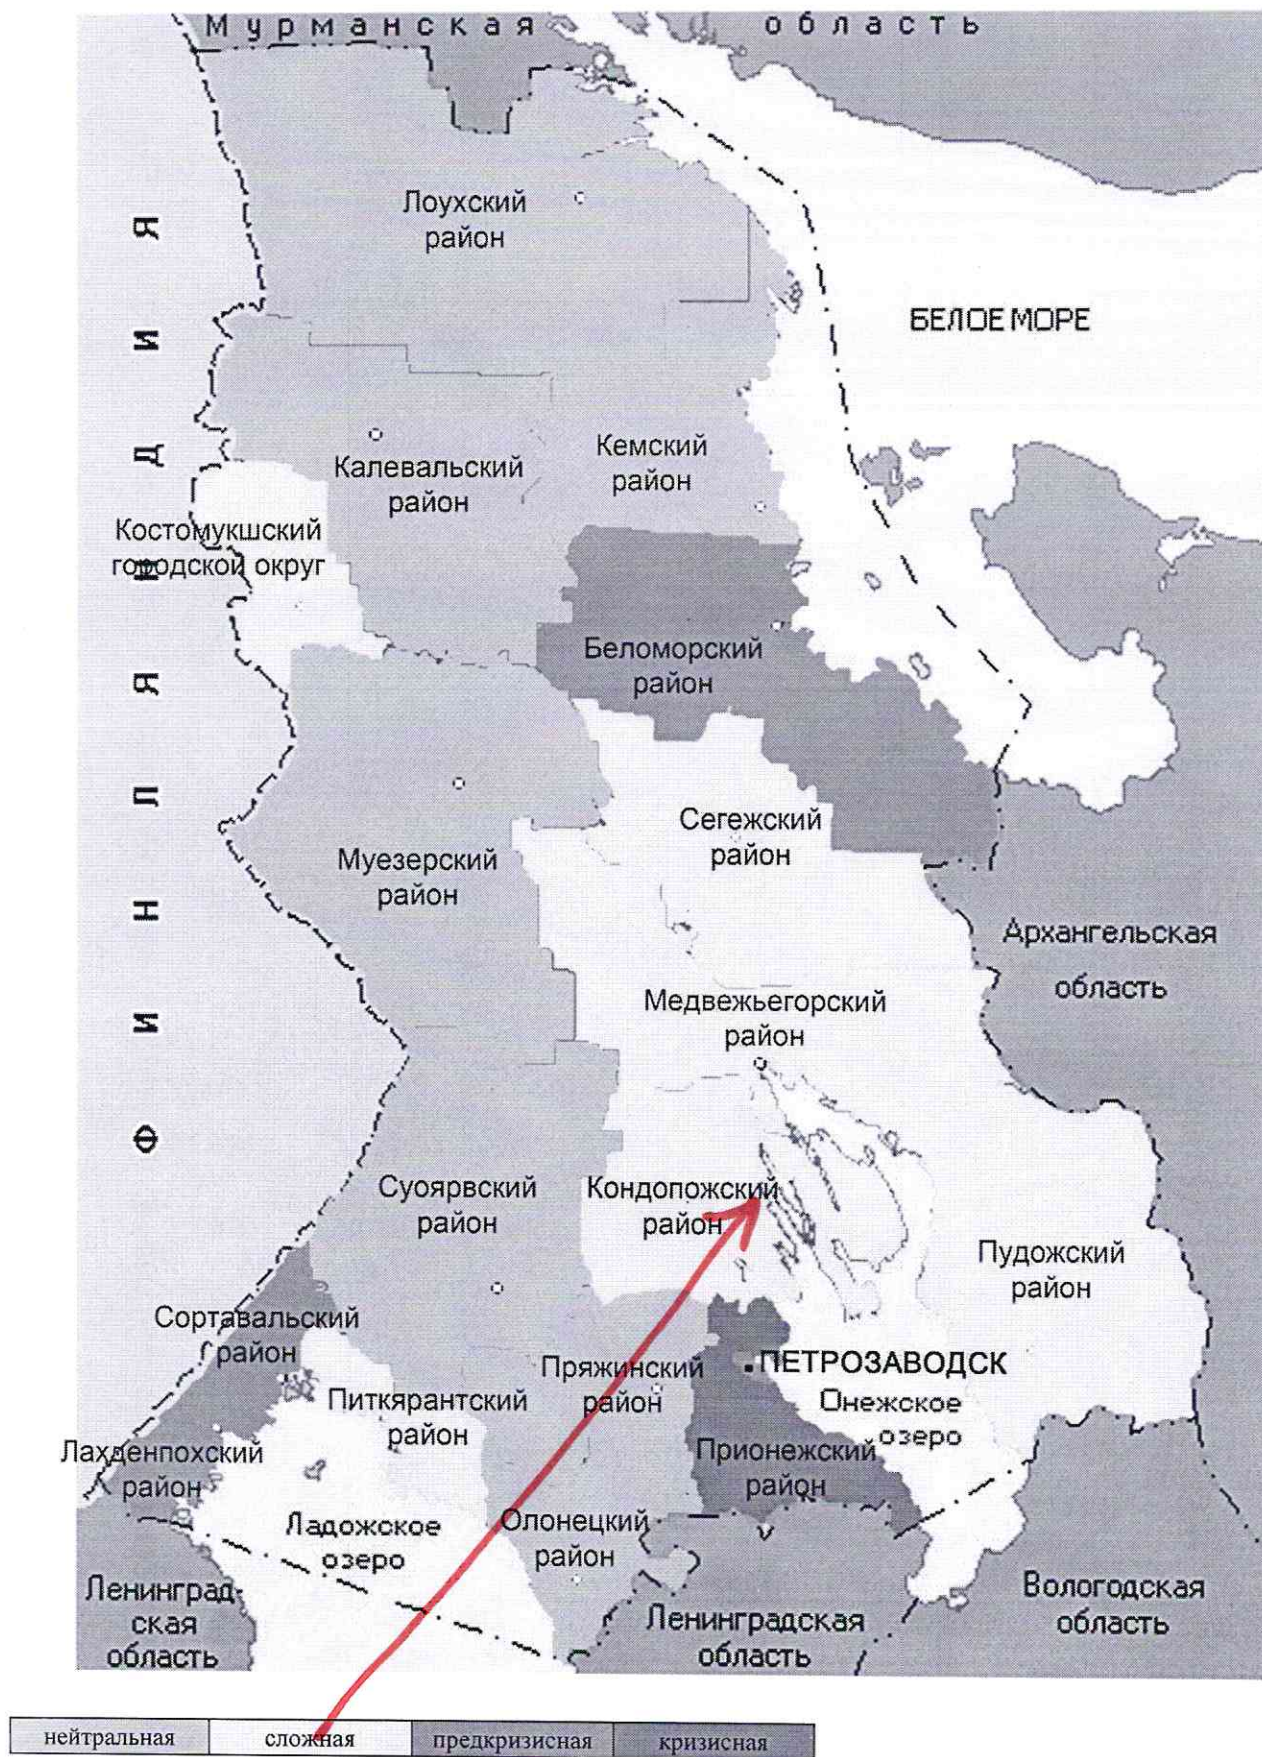 Мурманская область
Лоухский
район
БЕЛОЕ МОРЕ
ФИНЛЯНДИЯ
Калевальский
район
Кемский
район
Костомукшский
городской округ
Беломорский
район
Сегежский
район
Муезерский
район
Архангельская
область
Медвежьегорский
район
Суоярвский
район
Кондопожский
район
Пудожский
район
Сортавальский
район
Питкярантский
район
Пряжинский
район
ПЕТРОЗАВОДСК
Онежское
озеро
Лахденпохский
район
Прионежский
район
Ладожское
озеро
Олонецкий
район
Ленинград-
ская
область
Ленинградская
область
Вологодская
область
нейтральная сложная предкризисная кризисная